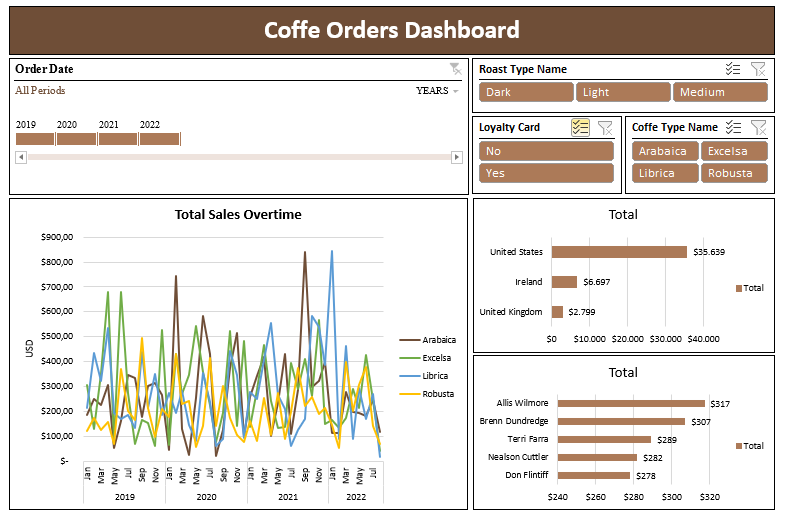 Coffe Orders Dashboard
Order Date
All Periods
YEARS
2019 2020 2021 2022
Roast Type Name
Dark Light Medium
Loyalty Card
No
Yes
Coffe Type Name
Arabaica Excelsa
Librica Robusta
Total Sales Overtime
$900,00
$800,00
$700,00
$600,00
$500,00
$400,00
$300,00
$200,00
$100,00
$-
USD
Jan Mar May Jul Sep Nov Jan Mar May Jul Sep Nov Jan Mar May Jul Sep Nov Jan Mar May Jul
2019 2020 2021 2022
Arabaica
Excelsa
Librica
Robusta
Total
United States $35.639
Ireland $6.697
United Kingdom $2.799
$0 $10.000 $20.000 $30.000 $40.000
Total
Total
Allis Wilmore $317
Brenn Dundredge $307
Terri Farra $289
Nealson Cuttler $282
Don Flintiff $278
$240 $260 $280 $300 $320
Total